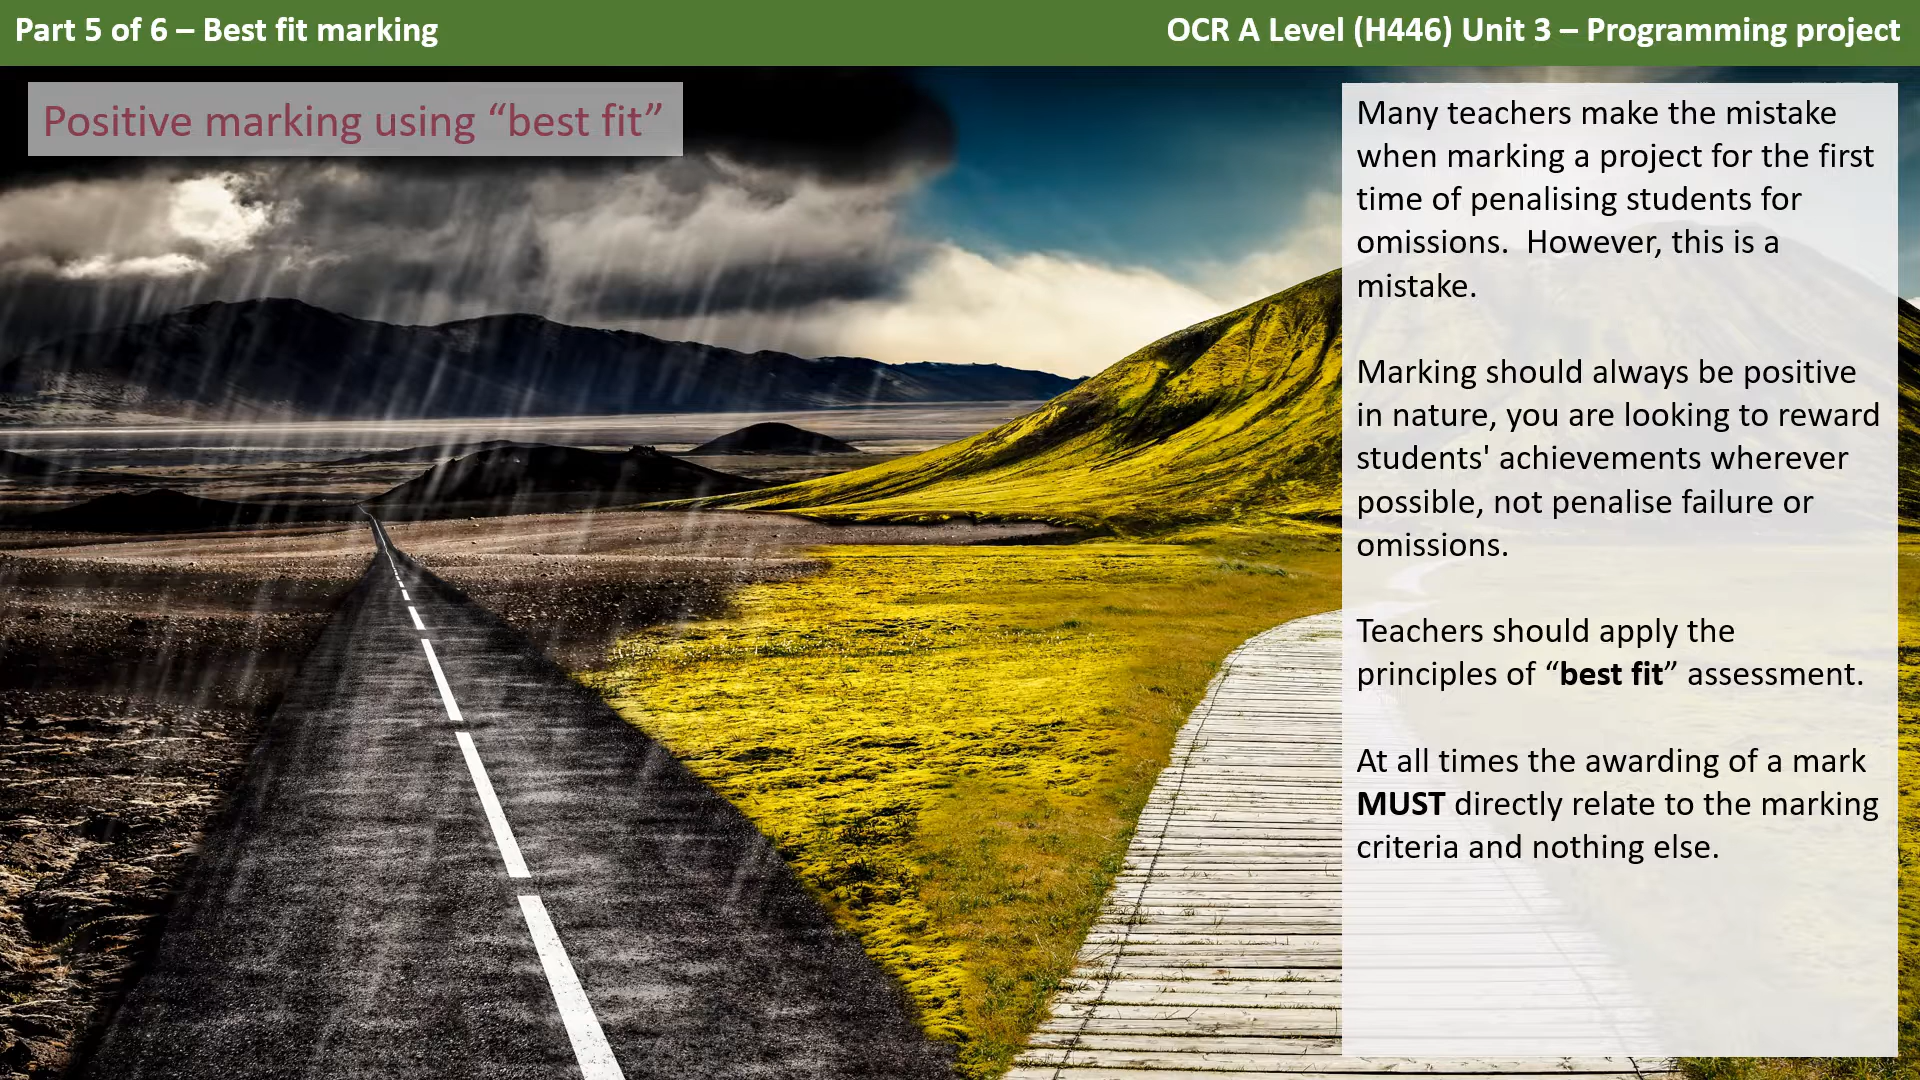 Part 5 of 6 – Best fit marking
OCR A Level (H446) Unit 3 – Programming project
Positive marking using “best fit”
Many teachers make the mistake
when marking a project for the first
time of penalising students for
omissions.  However, this is a
mistake.
Marking should always be positive
in nature, you are looking to reward
students' achievements wherever
possible, not penalise failure or
omissions.
Teachers should apply the
principles of “best fit” assessment.
At all times the awarding of a mark
MUST directly relate to the marking
criteria and nothing else.